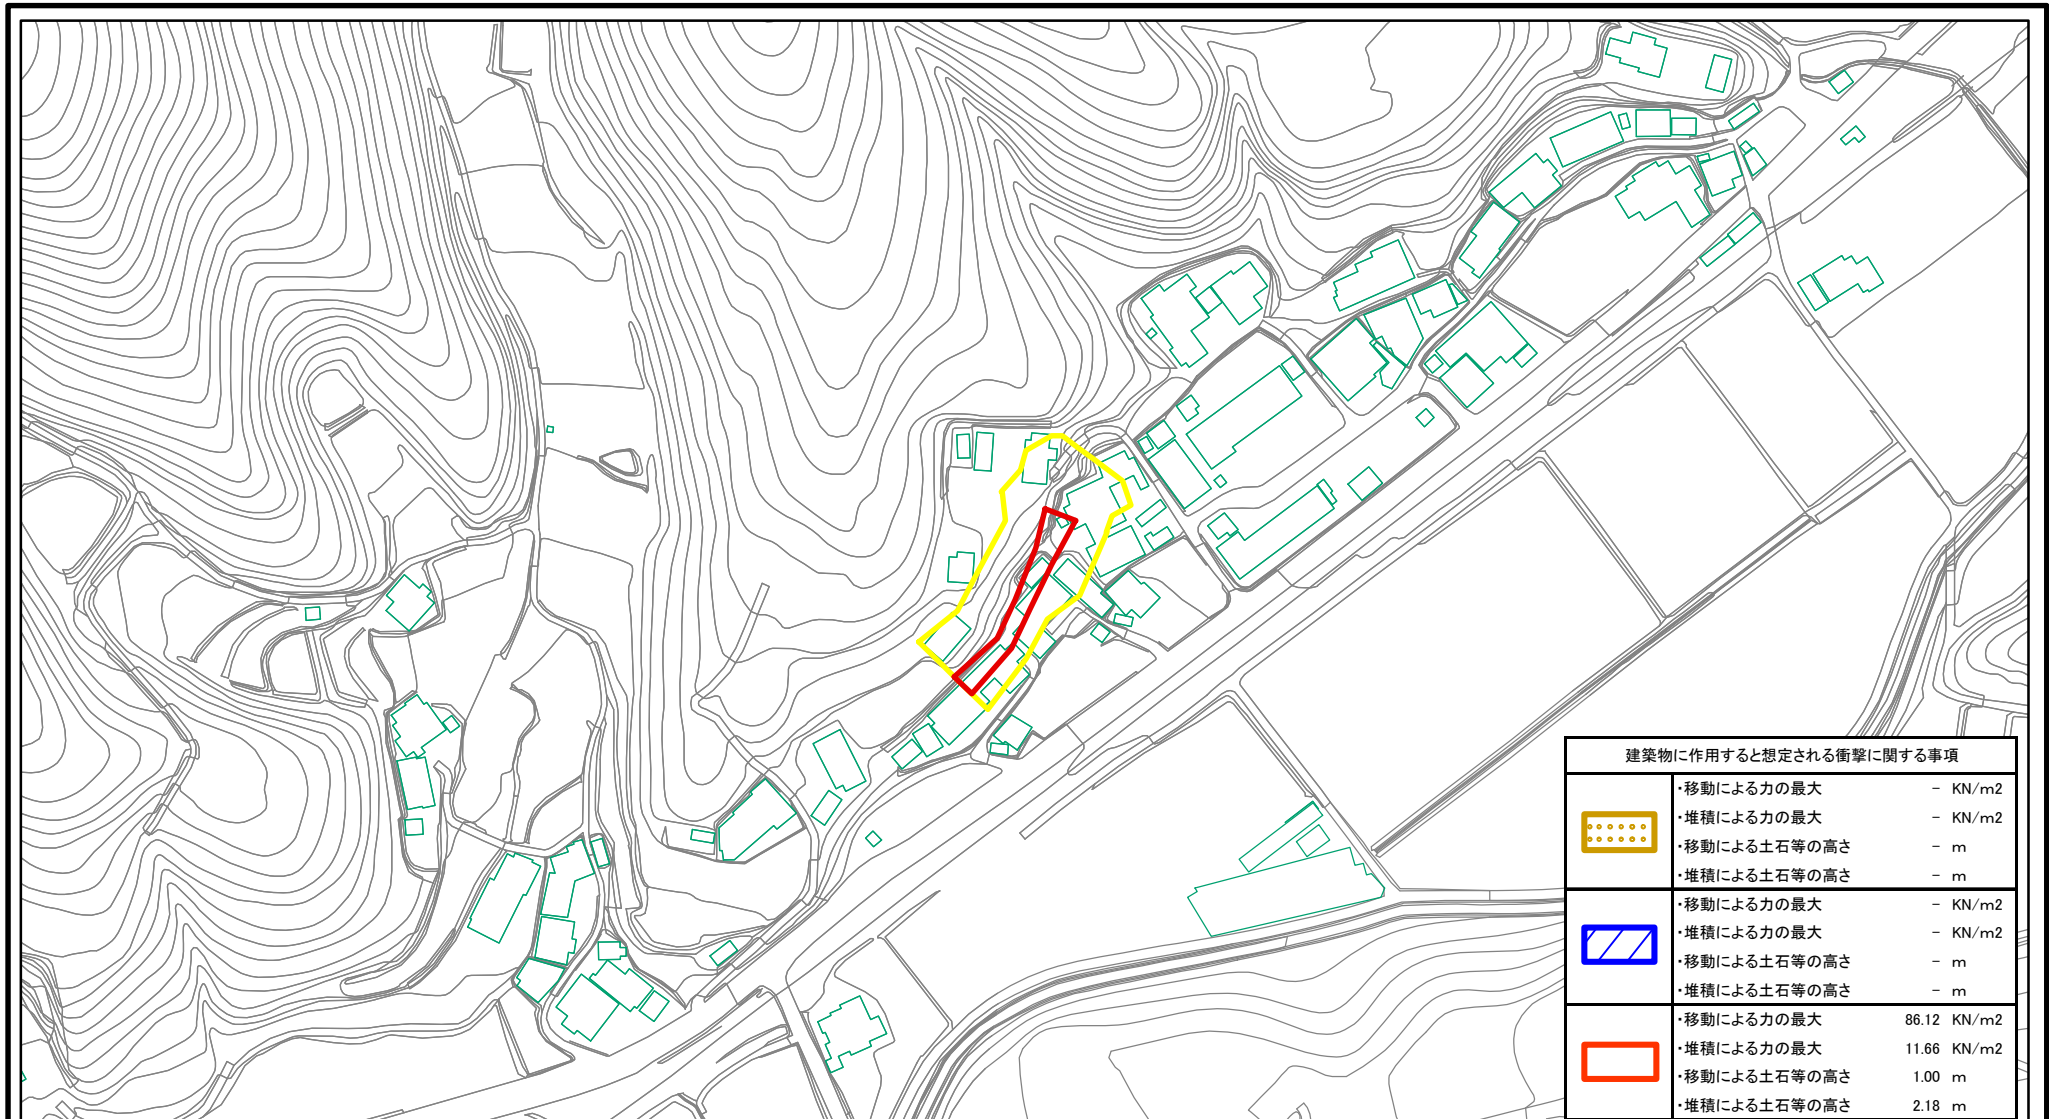 建築物に作用すると想定される衝撃に関する事項
・移動による力の最大 － KN/m2
・堆積による力の最大 － KN/m2
・移動による土石等の高さ － m
・堆積による土石等の高さ － m
・移動による力の最大 － KN/m2
・堆積による力の最大 － KN/m2
・移動による土石等の高さ － m
・堆積による土石等の高さ － m
・移動による力の最大 86.12 KN/m2
・堆積による力の最大 11.66 KN/m2
・移動による土石等の高さ 1.00 m
・堆積による土石等の高さ 2.18 m